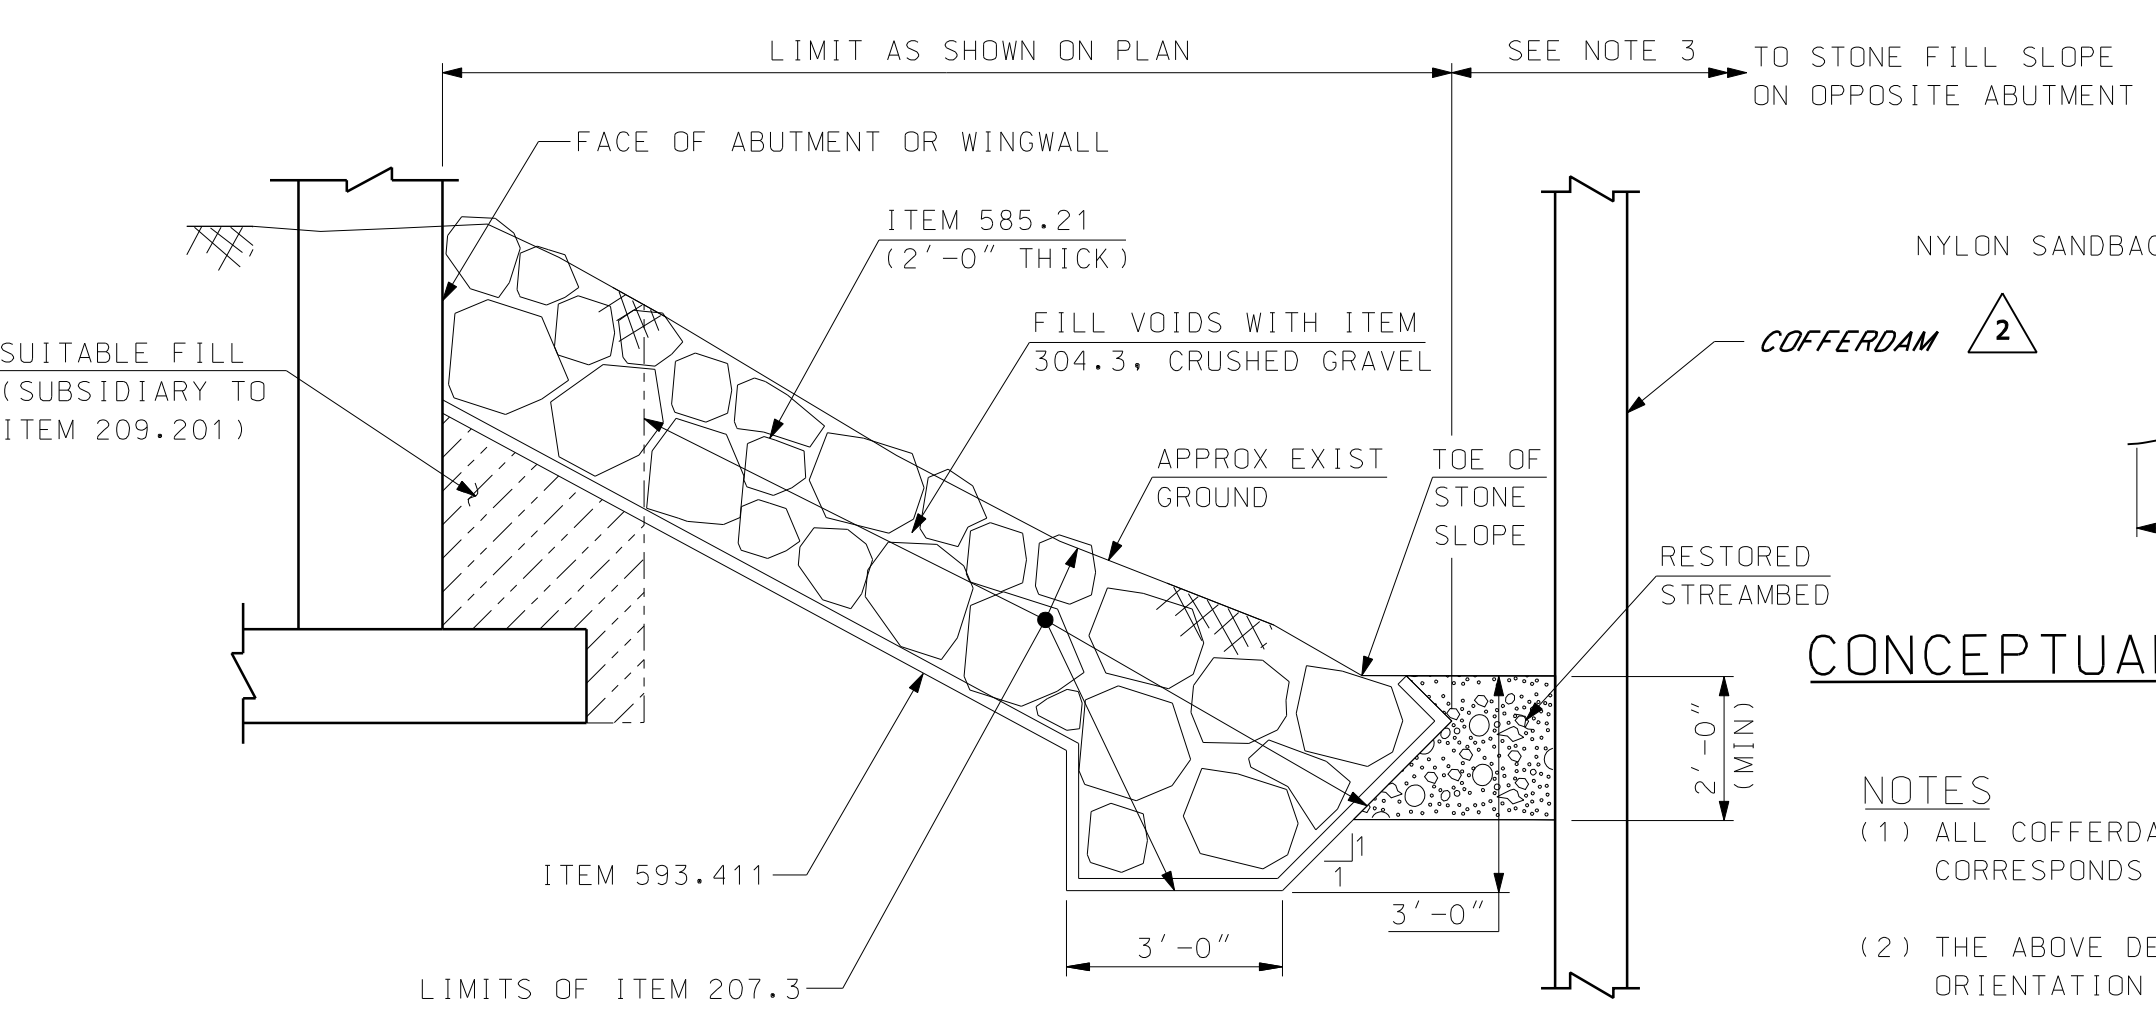 LIMIT AS SHOWN ON PLAN
SEE NOTE 3
TO STONE FILL SLOPE
ON OPPOSITE ABUTMENT
FACE OF ABUTMENT OR WINGWALL
ITEM 585.21
(2'-0" THICK)
NYLON SANDBAG
FILL VOIDS WITH ITEM
304.3, CRUSHED GRAVEL
COFFERDAM
2
SUITABLE FILL
(SUBSIDIARY TO
ITEM 209.201)
APPROX EXIST
GROUND
TOE OF
STONE
SLOPE
RESTORED
STREAMBED
CONCEPTUAL
2'-0"
(MIN)
NOTES
(1) ALL COFFERDA
CORRESPONDS
1
1
ITEM 593.411
3'-0"
3'-0"
(2) THE ABOVE DE
ORIENTATION
LIMITS OF ITEM 207.3